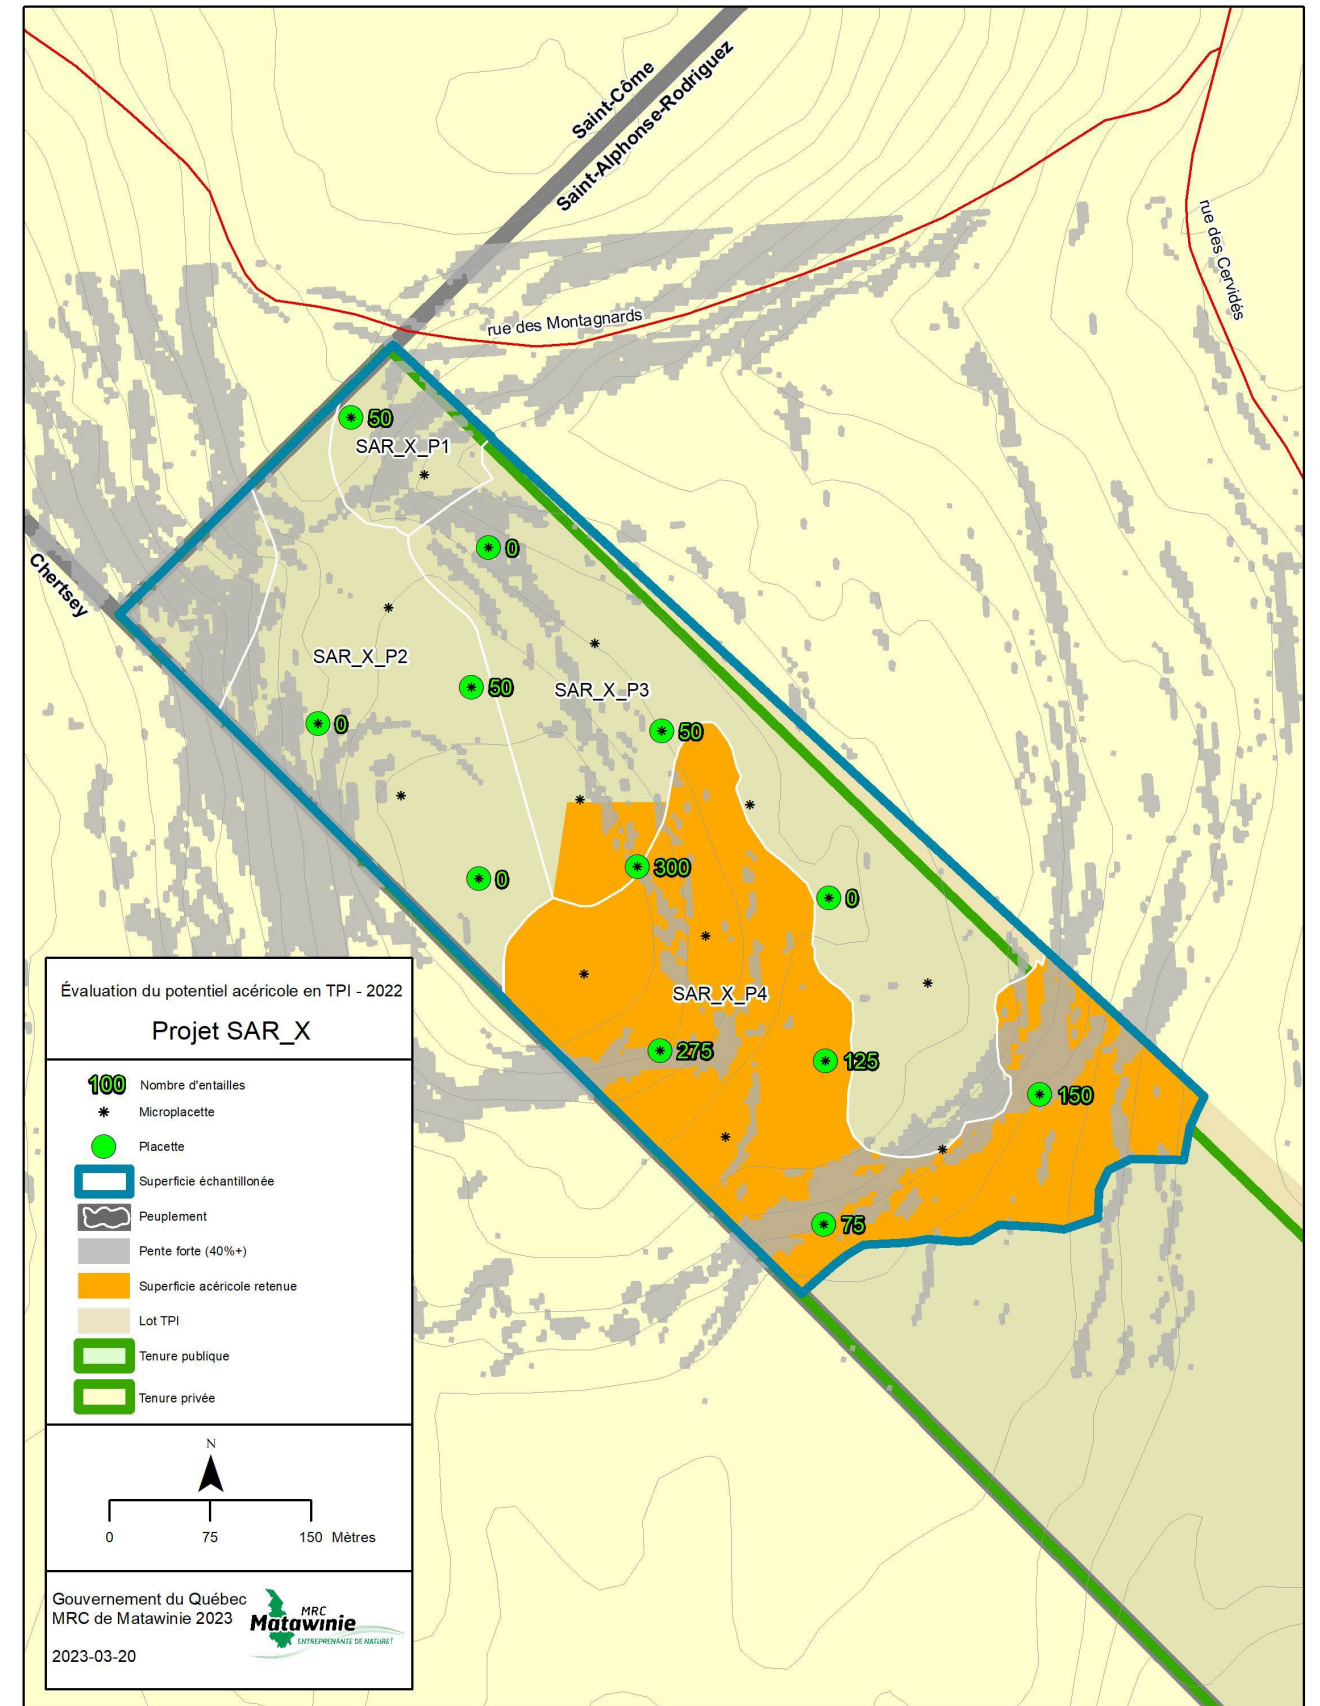 Saint-Côme
Saint-Alphonse-Rodriguez
rue des Cervidés
rue des Montagnards
50
SAR_X_P1
0
Chertsey
SAR_X_P2
50
SAR_X_P3
0
50
300
0
0
SAR_X_P4
275
125
150
75
Évaluation du potentiel acéricole en TPI - 2022
Projet SAR_X
100 Nombre d'entailles
Microplacette
Placette
Superficie échantillonée
Peuplement
Pente forte (40%+)
Superficie acéricole retenue
Lot TPI
Tenure publique
Tenure privée
N
0 75 150 Mètres
Gouvernement du Québec
MRC de Matawinie 2023
2023-03-20
MRC
Matawinie
ENTREPRENANTE DE NATURE!